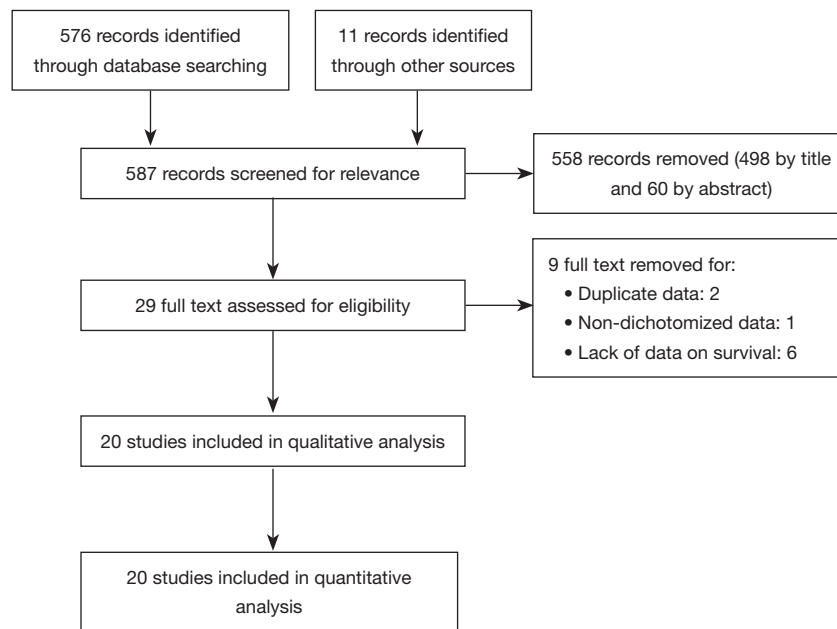 576 records identified
through database searching
11 records identified
through other sources
587 records screened for relevance
558 records removed (498 by title
and 60 by abstract)
29 full text assessed for eligibility
9 full text removed for:
• Duplicate data: 2
• Non-dichotomized data: 1
• Lack of data on survival: 6
20 studies included in qualitative analysis
20 studies included in quantitative
analysis